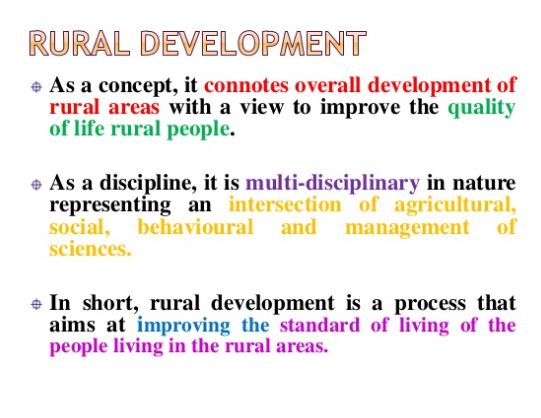 RURAL DEVELOPMENT
As a concept, it connotes overall development of
rural areas with a view to improve the quality
of life rural people.
As a discipline, it is multi-disciplinary in nature
representing an intersection of agricultural,
social, behavioural and management of
sciences.
In short, rural development is a process that
aims at improving the standard of living of the
people living in the rural areas.